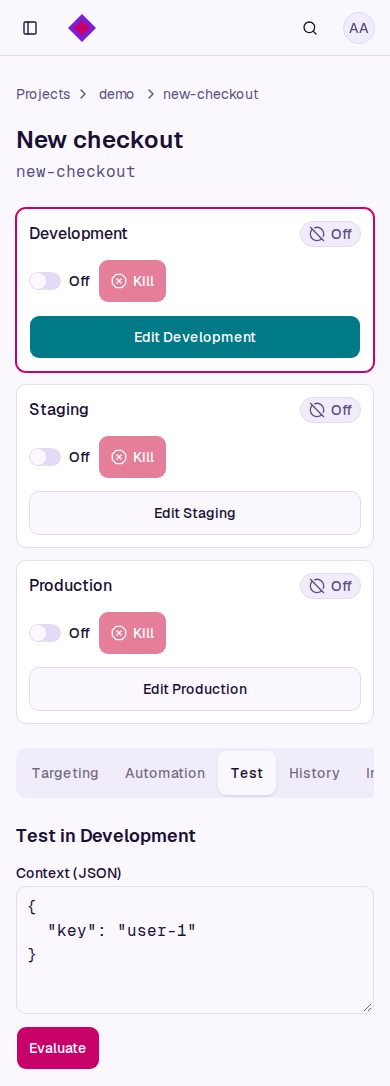 AA
Projects > demo > new-checkout
New checkout
new-checkout
Development Off
Off Kill
Edit Development
Staging Off
Off Kill
Edit Staging
Production Off
Off Kill
Edit Production
Targeting Automation Test History
Test in Development
Context (JSON)
{
"key": "user-1"
}
Evaluate